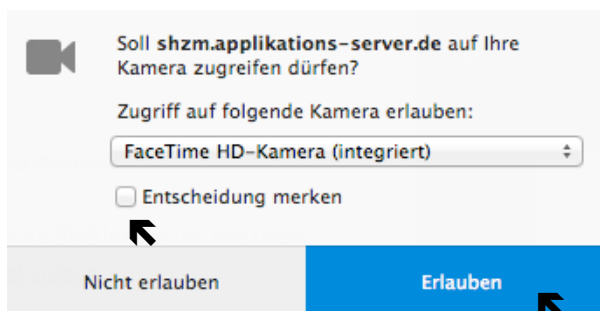 Soll shzm.applikations-server.de auf Ihre
Kamera zugreifen dürfen?
Zugriff auf folgende Kamera erlauben:
FaceTime HD-Kamera (integriert)
Entscheidung merken
Nicht erlauben
Erlauben